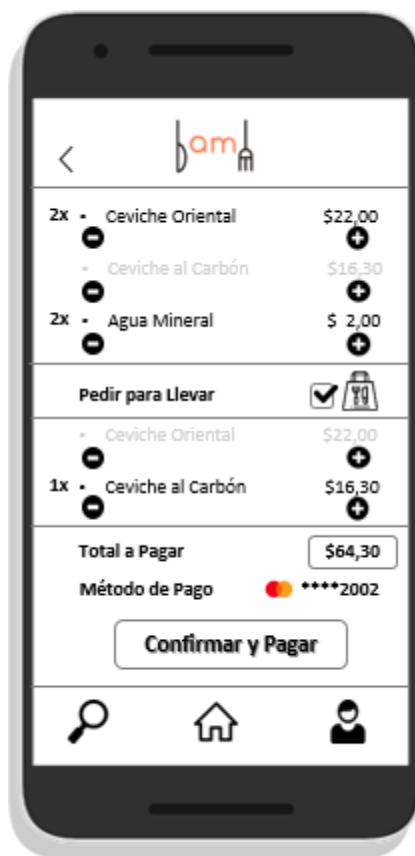 bam
2x - Ceviche Oriental $22,00
- Ceviche al Carbón $16,30
2x - Agua Mineral $ 2,00
Pedir para Llevar
- Ceviche Oriental $22,00
1x - Ceviche al Carbón $16,30
Total a Pagar $64,30
Método de Pago ****2002
Confirmar y Pagar